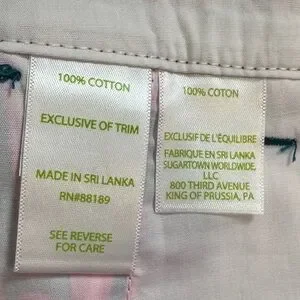 100% COTTON
EXCLUSIVE OF TRIM
MADE IN SRI LANKA
RN#88189
SEE REVERSE
FOR CARE
100% COTON
EXCLUSIF DE L'ÉQUILIBRE
FABRIQUE EN SRI LANKA
SUGARTOWN WORLDWIDE,
LLC
800 THIRD AVENUE
KING OF PRUSSIA, PA